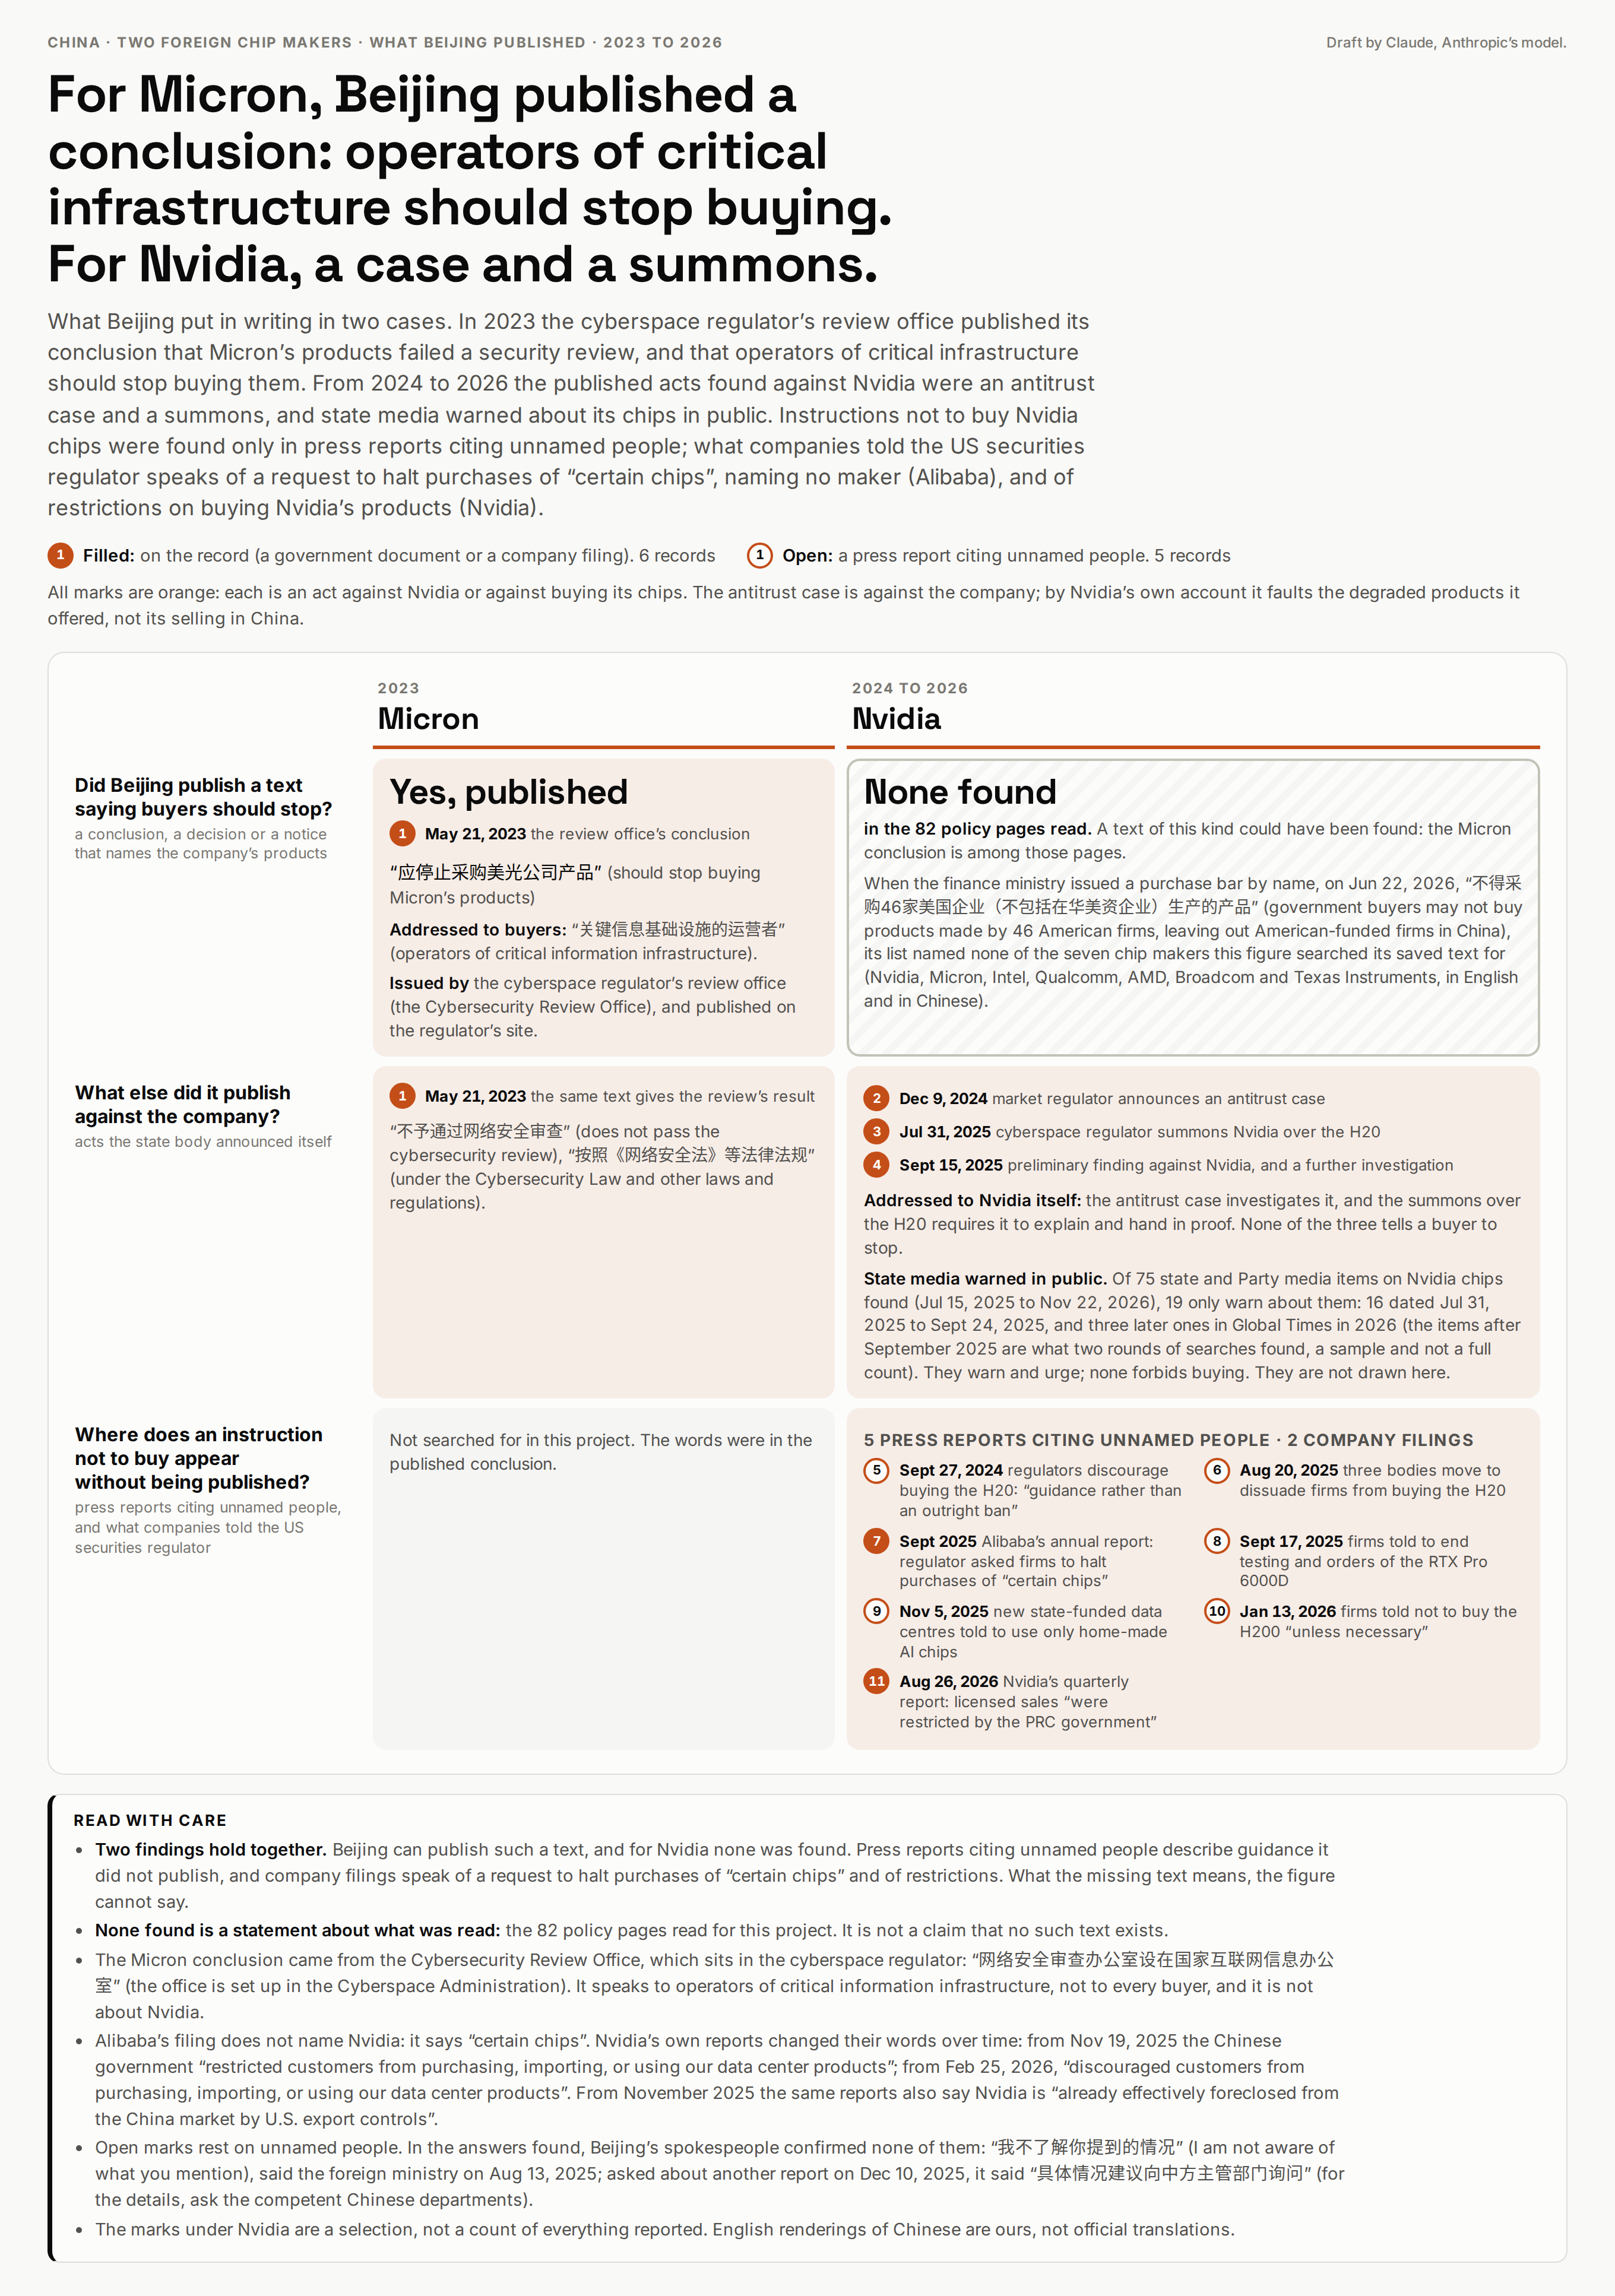 CHINA · TWO FOREIGN CHIP MAKERS · WHAT BEIJING PUBLISHED · 2023 TO 2026
Draft by Claude, Anthropic’s model.
For Micron, Beijing published a
conclusion: operators of critical
infrastructure should stop buying.
For Nvidia, a case and a summons.
What Beijing put in writing in two cases. In 2023 the cyberspace regulator’s review office published its
conclusion that Micron’s products failed a security review, and that operators of critical infrastructure
should stop buying them. From 2024 to 2026 the published acts found against Nvidia were an antitrust
case and a summons, and state media warned about its chips in public. Instructions not to buy Nvidia
chips were found only in press reports citing unnamed people; what companies told the US securities
regulator speaks of a request to halt purchases of “certain chips”, naming no maker (Alibaba), and of
restrictions on buying Nvidia’s products (Nvidia).
1 Filled: on the record (a government document or a company filing). 6 records
1 Open: a press report citing unnamed people. 5 records
All marks are orange: each is an act against Nvidia or against buying its chips. The antitrust case is against the company; by Nvidia’s own account it faults the degraded products it
offered, not its selling in China.
2023
Micron
2024 TO 2026
Nvidia
Did Beijing publish a text
saying buyers should stop?
a conclusion, a decision or a notice
that names the company’s products
Yes, published
1 May 21, 2023 the review office’s conclusion
“应停止采购美光公司产品” (should stop buying
Micron’s products)
Addressed to buyers: “关键信息基础设施的运营者”
(operators of critical information infrastructure).
Issued by the cyberspace regulator’s review office
(the Cybersecurity Review Office), and published on
the regulator’s site.
None found
in the 82 policy pages read. A text of this kind could have been found: the Micron
conclusion is among those pages.
When the finance ministry issued a purchase bar by name, on Jun 22, 2026, “不得采
购46家美国企业（不包括在华美资企业）生产的产品” (government buyers may not buy
products made by 46 American firms, leaving out American-funded firms in China),
its list named none of the seven chip makers this figure searched its saved text for
(Nvidia, Micron, Intel, Qualcomm, AMD, Broadcom and Texas Instruments, in English
and in Chinese).
What else did it publish
against the company?
acts the state body announced itself
1 May 21, 2023 the same text gives the review’s result
“不予通过网络安全审查” (does not pass the
cybersecurity review), “按照《网络安全法》等法律法规”
(under the Cybersecurity Law and other laws and
regulations).
2 Dec 9, 2024 market regulator announces an antitrust case
3 Jul 31, 2025 cyberspace regulator summons Nvidia over the H20
4 Sept 15, 2025 preliminary finding against Nvidia, and a further investigation
Addressed to Nvidia itself: the antitrust case investigates it, and the summons over
the H20 requires it to explain and hand in proof. None of the three tells a buyer to
stop.
State media warned in public. Of 75 state and Party media items on Nvidia chips
found (Jul 15, 2025 to Nov 22, 2026), 19 only warn about them: 16 dated Jul 31,
2025 to Sept 24, 2025, and three later ones in Global Times in 2026 (the items after
September 2025 are what two rounds of searches found, a sample and not a full
count). They warn and urge; none forbids buying. They are not drawn here.
Where does an instruction
not to buy appear
without being published?
press reports citing unnamed people,
and what companies told the US
securities regulator
Not searched for in this project. The words were in the
published conclusion.
5 PRESS REPORTS CITING UNNAMED PEOPLE · 2 COMPANY FILINGS
5 Sept 27, 2024 regulators discourage
buying the H20: “guidance rather than
an outright ban”
6 Aug 20, 2025 three bodies move to
dissuade firms from buying the H20
7 Sept 2025 Alibaba’s annual report:
regulator asked firms to halt
purchases of “certain chips”
8 Sept 17, 2025 firms told to end
testing and orders of the RTX Pro
6000D
9 Nov 5, 2025 new state-funded data
centres told to use only home-made
AI chips
10 Jan 13, 2026 firms told not to buy the
H200 “unless necessary”
11 Aug 26, 2026 Nvidia’s quarterly
report: licensed sales “were
restricted by the PRC government”
READ WITH CARE
• Two findings hold together. Beijing can publish such a text, and for Nvidia none was found. Press reports citing unnamed people describe guidance it
did not publish, and company filings speak of a request to halt purchases of “certain chips” and of restrictions. What the missing text means, the figure
cannot say.
• None found is a statement about what was read: the 82 policy pages read for this project. It is not a claim that no such text exists.
• The Micron conclusion came from the Cybersecurity Review Office, which sits in the cyberspace regulator: “网络安全审查办公室设在国家互联网信息办公
室” (the office is set up in the Cyberspace Administration). It speaks to operators of critical information infrastructure, not to every buyer, and it is not
about Nvidia.
• Alibaba’s filing does not name Nvidia: it says “certain chips”. Nvidia’s own reports changed their words over time: from Nov 19, 2025 the Chinese
government “restricted customers from purchasing, importing, or using our data center products”; from Feb 25, 2026, “discouraged customers from
purchasing, importing, or using our data center products”. From November 2025 the same reports also say Nvidia is “already effectively foreclosed from
the China market by U.S. export controls”.
• Open marks rest on unnamed people. In the answers found, Beijing’s spokespeople confirmed none of them: “我不了解你提到的情况” (I am not aware of
what you mention), said the foreign ministry on Aug 13, 2025; asked about another report on Dec 10, 2025, it said “具体情况建议向中方主管部门询问” (for
the details, ask the competent Chinese departments).
• The marks under Nvidia are a selection, not a count of everything reported. English renderings of Chinese are ours, not official translations.